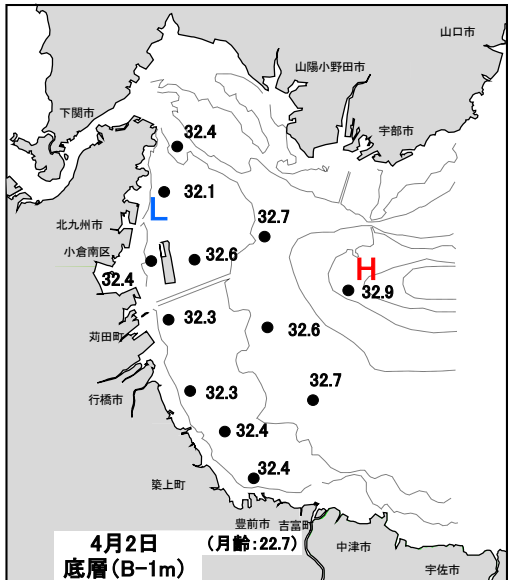 山口市
山陽小野田市
下関市
宇部市
32.4
32.1
L
北九州市
32.7
小倉南区
32.6
H
32.4
32.9
32.3
32.6
苅田町
32.3
32.7
行橋市
32.4
32.4
築上町
豊前市 吉富町
4月2日 (月齢:22.7)
中津市
底層(B-1m)
宇佐市